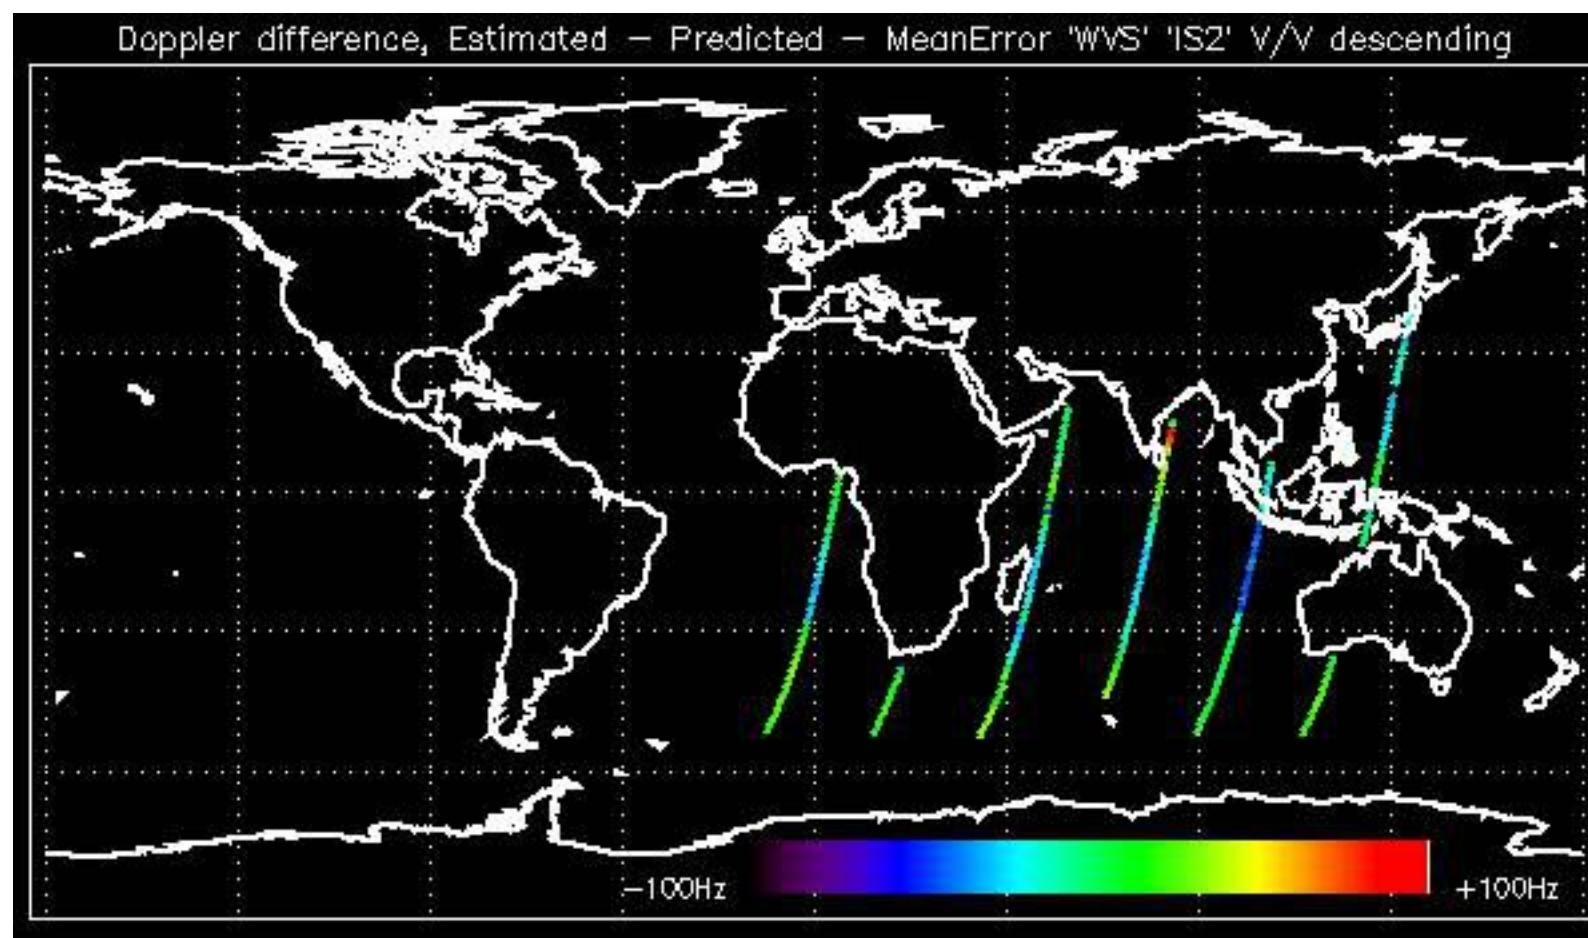 Doppler difference, Estimated – Predicted – MeanError 'WVS' 'IS2' V/V descending
–100Hz +100Hz